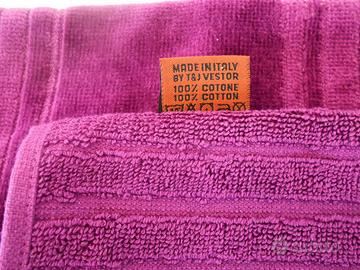 MADE IN ITALY
BY T&J VESTOR
100% COTONE
100% COTTON